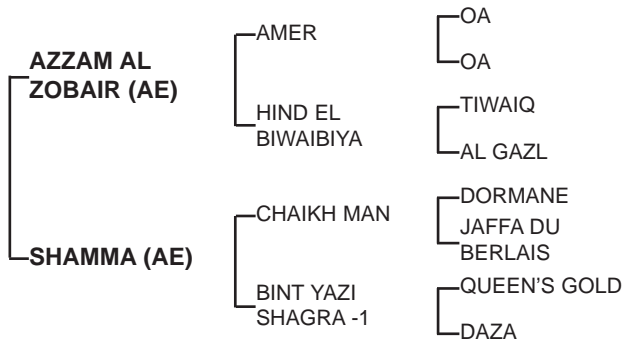 AZZAM AL
ZOBAIR (AE)
AMER
OA
OA
HIND EL
BIWAIBIYA
TIWAIQ
AL GAZL
SHAMMA (AE)
CHAIKH MAN
DORMANE
JAFFA DU
BERLAIS
BINT YAZI
SHAGRA -1
QUEEN'S GOLD
DAZA